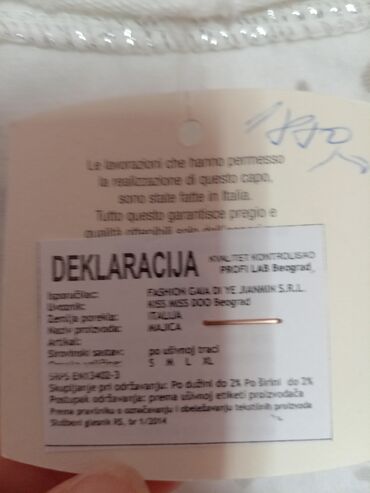 Le lavorazioni che hanno permesso
la realizzazione di questo capo,
sono state fatte in Italia.
Tutto questo garantisce pregio e
qualità
DEKLARACIJA
KVALITET KONTROLISAO
PROFI LAB Beograd,
Isporučilac: FASHION GAIA DI YE JIANMIN S.R.L.
Uvoznik: KISS MISS DOO Beograd
Zemlja porekla: ITALIJA
Naziv proizvoda: MAJICA
Artikal:
Sirovinski sastav: po ušivnoj traci
S M L XL
SRPS EN13402-3
Skupljanje pri održavanju: Po dužini do 2% Po širini do 2%
Postupak održavanja: prema ušivnoj etiketi proizvođača
Prema pravilniku o označavanju i obeležavanju tekstilnih proizvoda
Službeni glasnik RS, br 1/2014